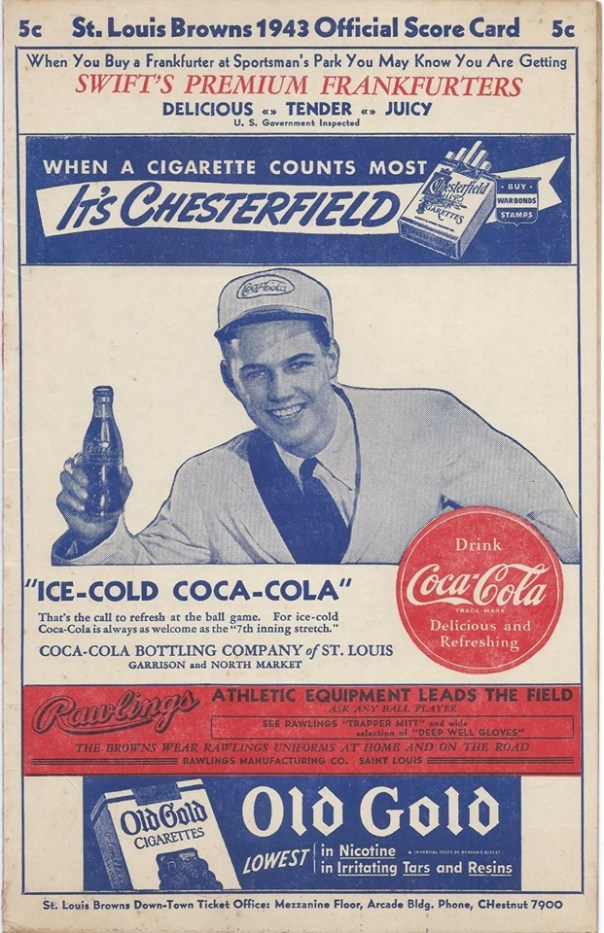 5c St. Louis Browns 1943 Official Score Card 5c
When You Buy a Frankfurter at Sportsman's Park You May Know You Are Getting
SWIFT'S PREMIUM FRANKFURTERS
DELICIOUS «» TENDER «» JUICY
U. S. Government Inspected
WHEN A CIGARETTE COUNTS MOST
IT'S CHESTERFIELD
Chesterfield
CIGARETTES
BUY
WAR BONDS
STAMPS
Coca-Cola
Drink
Coca-Cola
TRADE MARK
Delicious and
Refreshing
"ICE-COLD COCA-COLA"
That's the call to refresh at the ball game. For ice-cold
Coca-Cola is always as welcome as the "7th inning stretch."
COCA-COLA BOTTLING COMPANY of ST. LOUIS
GARRISON and NORTH MARKET
Rawlings
ATHLETIC EQUIPMENT LEADS THE FIELD
ASK ANY BALL PLAYER
SEE RAWLINGS "TRAPPER MITT" and wide
selection of "DEEP WELL GLOVES"
THE BROWNS WEAR RAWLINGS UNIFORMS AT HOME AND ON THE ROAD
RAWLINGS MANUFACTURING CO. SAINT LOUIS
Old Gold
CIGARETTES
Old Gold
LOWEST
in Nicotine
in Irritating Tars and Resins
St. Louis Browns Down-Town Ticket Office: Mezzanine Floor, Arcade Bldg. Phone, CHestnut 7900